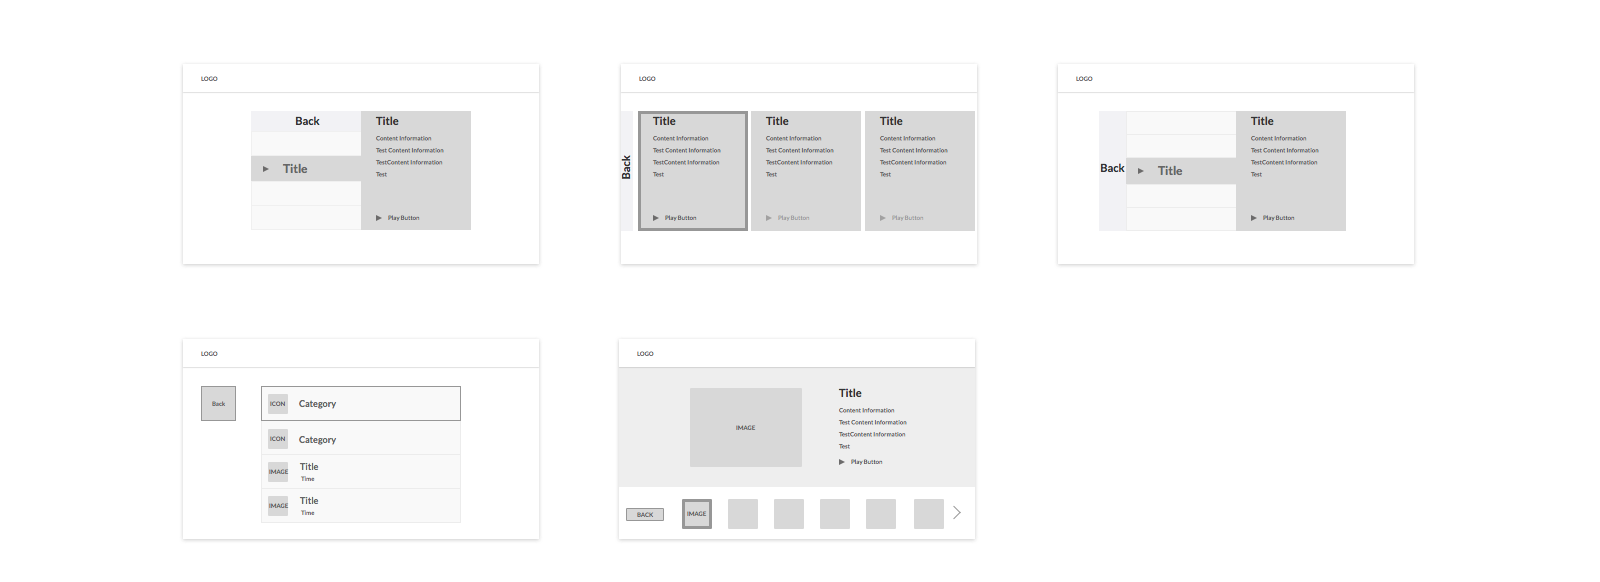 LOGO
Back
Title
Title
Content Information
Test Content Information
TestContent Information
Test
Play Button
LOGO
Back
Title
Content Information
Test Content Information
TestContent Information
Test
Play Button
Title
Content Information
Test Content Information
TestContent Information
Test
Play Button
Title
Content Information
Test Content Information
TestContent Information
Test
Play Button
LOGO
Back
Title
Title
Content Information
Test Content Information
TestContent Information
Test
Play Button
LOGO
Back
ICON
Category
ICON
Category
IMAGE
Title
Time
IMAGE
Title
Time
LOGO
IMAGE
Title
Content Information
Test Content Information
TestContent Information
Test
Play Button
BACK
IMAGE